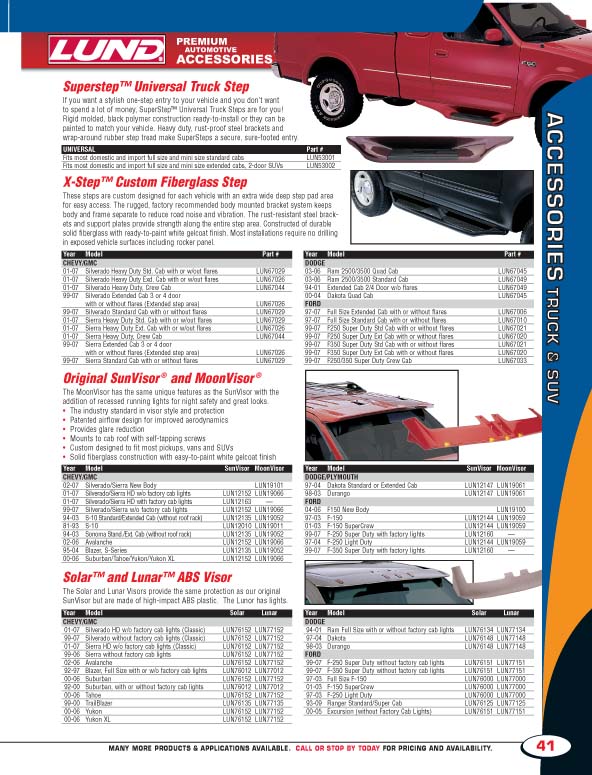 LUND.
PREMIUM
AUTOMOTIVE
ACCESSORIES
Superstep™ Universal Truck Step
If you want a stylish one-step entry to your vehicle and you don't want
to spend a lot of money, SuperStep™ Universal Truck Steps are for you!
Rigid molded, black polymer construction ready-to-install or they can be
painted to match your vehicle. Heavy duty, rust-proof steel brackets and
wrap-around rubber step tread make SuperSteps a secure, sure-footed entry.
UNIVERSAL Part #
Fits most domestic and import full size and mini size standard cabs LUN53001
Fits most domestic and import full size and mini size extended cabs, 2-door SUVs LUN53002
X-Step™ Custom Fiberglass Step
These steps are custom designed for each vehicle with an extra wide deep step pad area
for easy access. The rugged, factory recommended body mounted bracket system keeps
body and frame separate to reduce road noise and vibration. The rust-resistant steel brack-
ets and support plates provide strength along the entire step area. Constructed of durable
solid fiberglass with ready-to-paint white gelcoat finish. Most installations require no drilling
in exposed vehicle surfaces including rocker panel.
Year Model Part #
CHEVY/GMC
01-07 Silverado Heavy Duty Std. Cab with or w/out flares LUN67029
01-07 Silverado Heavy Duty Ext. Cab with or w/out flares LUN67026
01-07 Silverado Heavy Duty, Crew Cab LUN67044
99-07 Silverado Extended Cab 3 or 4 door
with or without flares (Extended step area) LUN67026
99-07 Silverado Standard Cab with or without flares LUN67029
01-07 Sierra Heavy Duty Std. Cab with or w/out flares LUN67029
01-07 Sierra Heavy Duty Ext. Cab with or w/out flares LUN67026
01-07 Sierra Heavy Duty, Crew Cab LUN67044
99-07 Sierra Extended Cab 3 or 4 door
with or without flares (Extended step area) LUN67026
99-07 Sierra Standard Cab with or without flares LUN67029
Year Model Part #
DODGE
03-06 Ram 2500/3500 Quad Cab LUN67045
03-06 Ram 2500/3500 Standard Cab LUN67049
94-01 Extended Cab 2/4 Door w/o flares LUN67049
00-04 Dakota Quad Cab LUN67045
FORD
97-07 Full Size Extended Cab with or without flares LUN67006
97-07 Full Size Standard Cab with or without flares LUN67010
99-07 F250 Super Duty Std Cab with or without flares LUN67021
99-07 F250 Super Duty Ext Cab with or without flares LUN67020
99-07 F350 Super Duty Std Cab with or without flares LUN67021
99-07 F350 Super Duty Ext Cab with or without flares LUN67020
99-07 F250/350 Super Duty Crew Cab LUN67033
Original SunVisor® and MoonVisor®
The MoonVisor has the same unique features as the SunVisor with the
addition of recessed running lights for night safety and great looks.
• The industry standard in visor style and protection
• Patented airflow design for improved aerodynamics
• Provides glare reduction
• Mounts to cab roof with self-tapping screws
• Custom designed to fit most pickups, vans and SUVs
• Solid fiberglass construction with easy-to-paint white gelcoat finish
Year Model SunVisor MoonVisor
CHEVY/GMC
02-07 Silverado/Sierra New Body LUN19101
01-07 Silverado/Sierra HD w/o factory cab lights LUN12152 LUN19066
01-07 Silverado/Sierra HD with factory cab lights LUN12163 —
99-07 Silverado/Sierra w/o factory cab lights LUN12152 LUN19066
94-03 S-10 Standard/Extended Cab (without roof rack) LUN12135 LUN19052
81-93 S-10 LUN12010 LUN19011
94-03 Sonoma Stand./Ext. Cab (without roof rack) LUN12135 LUN19052
02-06 Avalanche LUN12152 LUN19066
95-04 Blazer, S-Series LUN12135 LUN19052
00-06 Suburban/Tahoe/Yukon/Yukon XL LUN12152 LUN19066
Year Model SunVisor MoonVisor
DODGE/PLYMOUTH
97-04 Dakota Standard or Extended Cab LUN12147 LUN19061
98-03 Durango LUN12147 LUN19061
FORD
04-06 F150 New Body LUN19100
97-03 F-150 LUN12144 LUN19059
01-03 F-150 SuperCrew LUN12144 LUN19059
99-07 F-250 Super Duty with factory lights LUN12160 —
97-04 F-250 Light Duty LUN12144 LUN19059
99-07 F-350 Super Duty with factory lights LUN12160 —
Solar™ and Lunar™ ABS Visor
The Solar and Lunar Visors provide the same protection as our original
SunVisor but are made of high-impact ABS plastic. The Lunar has lights.
Year Model Solar Lunar
CHEVY/GMC
01-07 Silverado HD w/o factory cab lights (Classic) LUN76152 LUN77152
99-07 Silverado without factory cab lights (Classic) LUN76152 LUN77152
01-07 Sierra HD w/o factory cab lights (Classic) LUN76152 LUN77152
99-06 Sierra without factory cab lights LUN76152 LUN77152
02-06 Avalanche LUN76152 LUN77152
92-97 Blazer, Full Size with or w/o factory cab lights LUN76012 LUN77012
00-06 Suburban LUN76152 LUN77152
92-00 Suburban, with or without factory cab lights LUN76012 LUN77012
00-06 Tahoe LUN76152 LUN77152
99-00 TrailBlazer LUN76135 LUN77135
00-06 Yukon LUN76152 LUN77152
00-06 Yukon XL LUN76152 LUN77152
Year Model Solar Lunar
DODGE
94-01 Ram Full Size with or without factory cab lights LUN76134 LUN77134
97-04 Dakota LUN76148 LUN77148
98-03 Durango LUN76148 LUN77148
FORD
99-07 F-250 Super Duty without factory cab lights LUN76151 LUN77151
99-07 F-350 Super Duty without factory cab lights LUN76151 LUN77151
97-03 Full Size F-150 LUN76000 LUN77000
01-03 F-150 SuperCrew LUN76000 LUN77000
97-03 F-250 Light Duty LUN76000 LUN77000
93-09 Ranger Standard/Super Cab LUN76125 LUN77125
00-05 Excursion (without Factory Cab Lights) LUN76151 LUN77151
ACCESSORIES TRUCK & SUV
MANY MORE PRODUCTS & APPLICATIONS AVAILABLE. CALL OR STOP BY TODAY FOR PRICING AND AVAILABILITY.
41